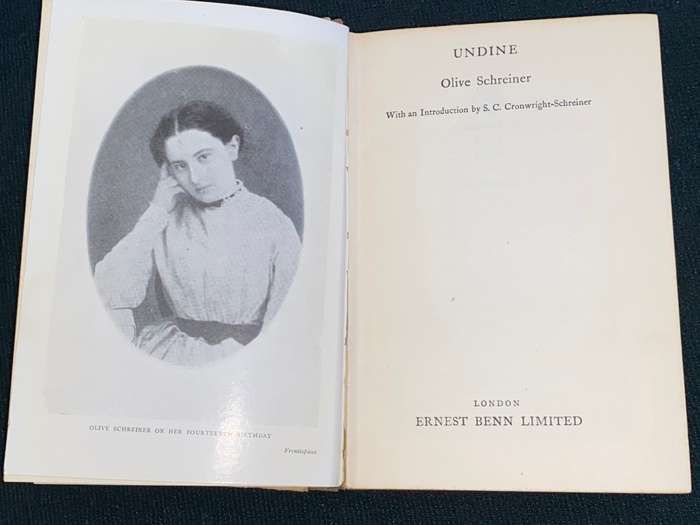 OLIVE SCHREINER ON HER FOURTEENTH BIRTHDAY
Frontispiece
UNDINE
Olive Schreiner
With an Introduction by S. C. Cronwright-Schreiner
LONDON
ERNEST BENN LIMITED